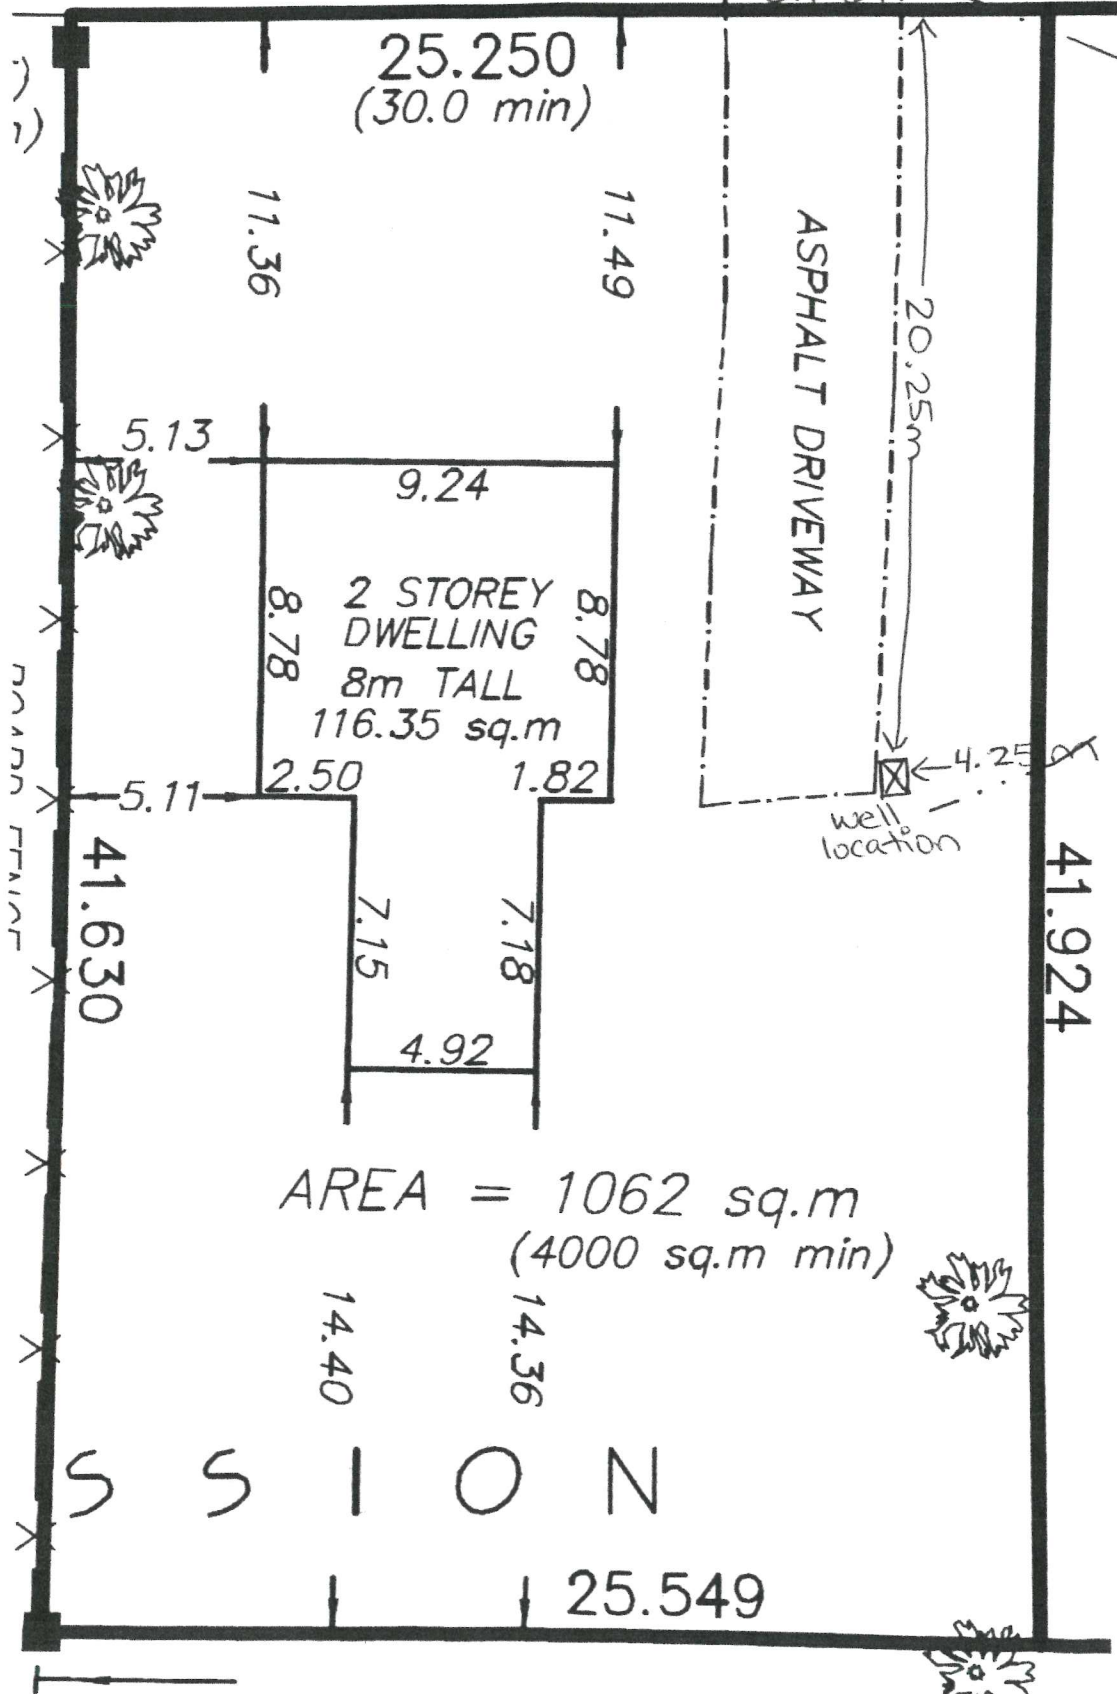 25.250
(30.0 min)
11.36
11.49
ASPHALT DRIVEWAY
20.25m
5.13
9.24
8.78
2 STOREY
DWELLING
8m TALL
116.35 sq.m
8.78
2.50
1.82
5.11
4.25
well
location
41.630
7.15
7.18
41.924
4.92
AREA = 1062 sq.m
(4000 sq.m min)
14.40
14.36
S S I O N
25.549